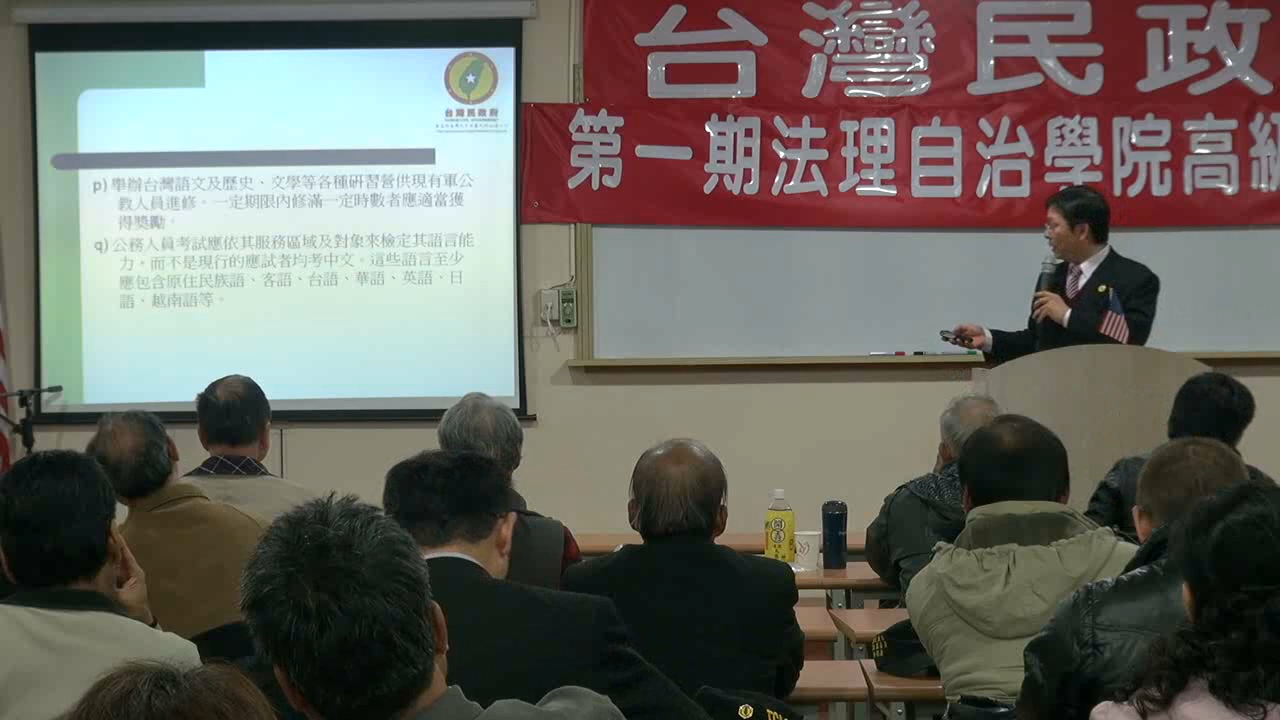 台灣民政
第一期法理自治學院高級
台灣民政府
p) 舉辦台灣語文及歷史、文學等各種研習營供現有軍公
教人員進修。一定期限內修滿一定時數者應適當獲
得獎勵。
q) 公務人員考試應依其服務區域及對象來檢定其語言能
力，而不是現行的應試者均考中文。這些語言至少
應包含原住民族語、客語、台語、華語、英語、日
語、越南語等。
開喜